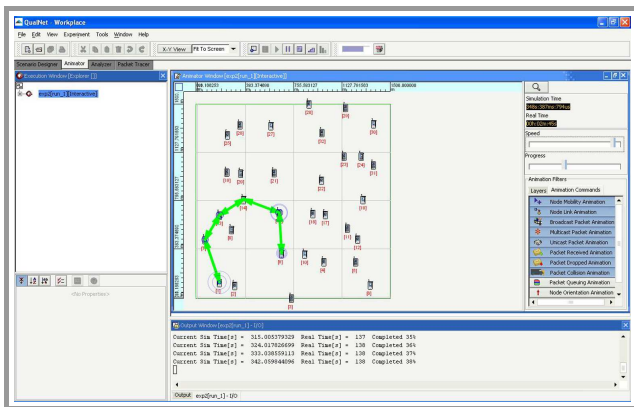 QualNet - Workplace
File Edit View Experiment Tools Window Help
X-Y View Fit To Screen
Scenario Designer Animator Analyzer Packet Tracer
Execution Window [Explorer []]
exp2[run_1][Interactive]
Animator Window [exp2[run_1][Interactive]]
Simulation Time
Real Time
Speed
Progress
Animation Filters
Layers Animation Commands
Node Mobility Animation
Node Link Animation
Broadcast Packet Animation
Multicast Packet Animation
Unicast Packet Animation
Packet Received Animation
Packet Dropped Animation
Packet Collision Animation
Packet Queuing Animation
Node Orientation Animation
<No Properties>
Output Window [exp2[run_1] - I/O]
Current Sim Time[s] = 315.005379329 Real Time[s] = 137 Completed 35%
Current Sim Time[s] = 324.017826699 Real Time[s] = 138 Completed 36%
Current Sim Time[s] = 333.038559113 Real Time[s] = 138 Completed 37%
Current Sim Time[s] = 342.059844096 Real Time[s] = 138 Completed 38%
Output exp2[run_1] - I/O